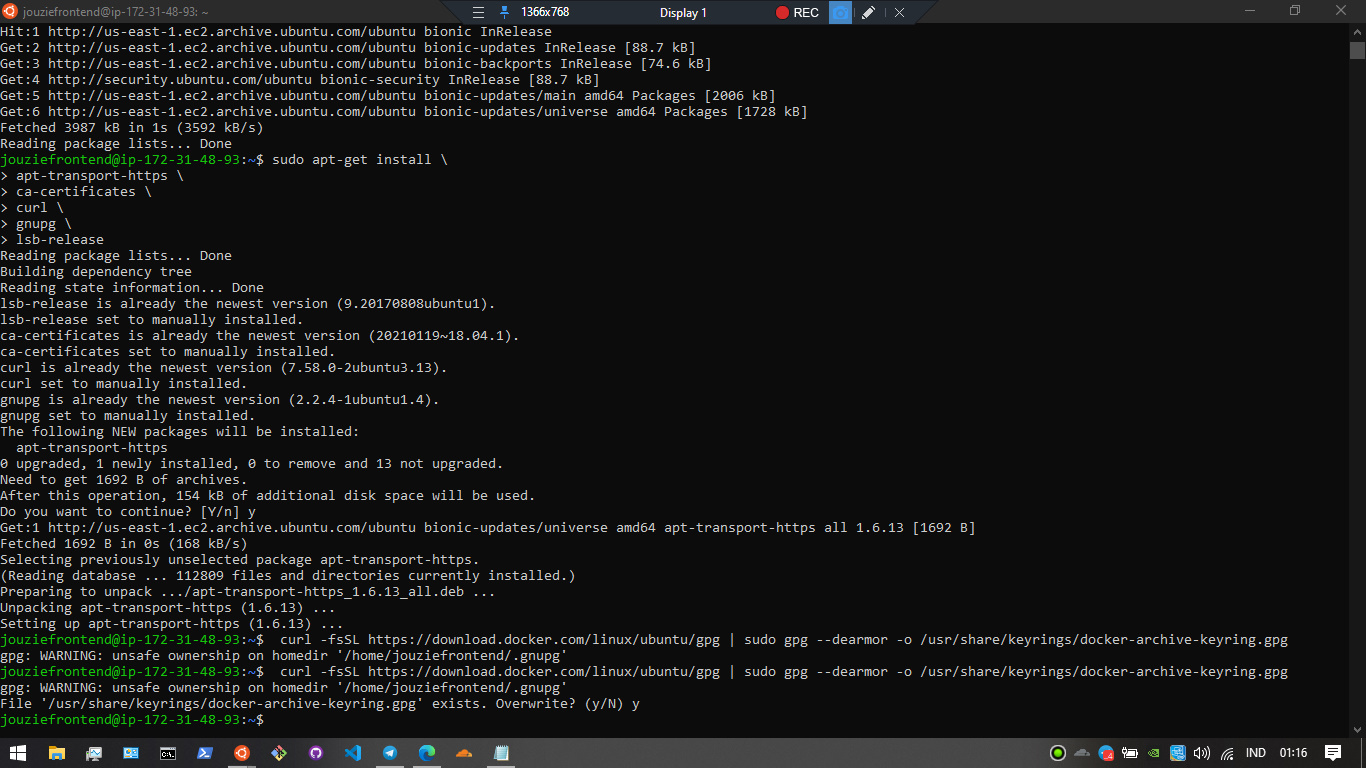 jouziefrontend@ip-172-31-48-93: ~
1366x768
Display 1
REC
Hit:1 http://us-east-1.ec2.archive.ubuntu.com/ubuntu bionic InRelease
Get:2 http://us-east-1.ec2.archive.ubuntu.com/ubuntu bionic-updates InRelease [88.7 kB]
Get:3 http://us-east-1.ec2.archive.ubuntu.com/ubuntu bionic-backports InRelease [74.6 kB]
Get:4 http://security.ubuntu.com/ubuntu bionic-security InRelease [88.7 kB]
Get:5 http://us-east-1.ec2.archive.ubuntu.com/ubuntu bionic-updates/main amd64 Packages [2006 kB]
Get:6 http://us-east-1.ec2.archive.ubuntu.com/ubuntu bionic-updates/universe amd64 Packages [1728 kB]
Fetched 3987 kB in 1s (3592 kB/s)
Reading package lists... Done
jouziefrontend@ip-172-31-48-93:~$ sudo apt-get install \
> apt-transport-https \
> ca-certificates \
> curl \
> gnupg \
> lsb-release
Reading package lists... Done
Building dependency tree
Reading state information... Done
lsb-release is already the newest version (9.20170808ubuntu1).
lsb-release set to manually installed.
ca-certificates is already the newest version (20210119~18.04.1).
ca-certificates set to manually installed.
curl is already the newest version (7.58.0-2ubuntu3.13).
curl set to manually installed.
gnupg is already the newest version (2.2.4-1ubuntu1.4).
gnupg set to manually installed.
The following NEW packages will be installed:
  apt-transport-https
0 upgraded, 1 newly installed, 0 to remove and 13 not upgraded.
Need to get 1692 B of archives.
After this operation, 154 kB of additional disk space will be used.
Do you want to continue? [Y/n] y
Get:1 http://us-east-1.ec2.archive.ubuntu.com/ubuntu bionic-updates/universe amd64 apt-transport-https all 1.6.13 [1692 B]
Fetched 1692 B in 0s (168 kB/s)
Selecting previously unselected package apt-transport-https.
(Reading database ... 112809 files and directories currently installed.)
Preparing to unpack .../apt-transport-https_1.6.13_all.deb ...
Unpacking apt-transport-https (1.6.13) ...
Setting up apt-transport-https (1.6.13) ...
jouziefrontend@ip-172-31-48-93:~$  curl -fsSL https://download.docker.com/linux/ubuntu/gpg | sudo gpg --dearmor -o /usr/share/keyrings/docker-archive-keyring.gpg
gpg: WARNING: unsafe ownership on homedir '/home/jouziefrontend/.gnupg'
jouziefrontend@ip-172-31-48-93:~$  curl -fsSL https://download.docker.com/linux/ubuntu/gpg | sudo gpg --dearmor -o /usr/share/keyrings/docker-archive-keyring.gpg
gpg: WARNING: unsafe ownership on homedir '/home/jouziefrontend/.gnupg'
File '/usr/share/keyrings/docker-archive-keyring.gpg' exists. Overwrite? (y/N) y
jouziefrontend@ip-172-31-48-93:~$
IND
01:16